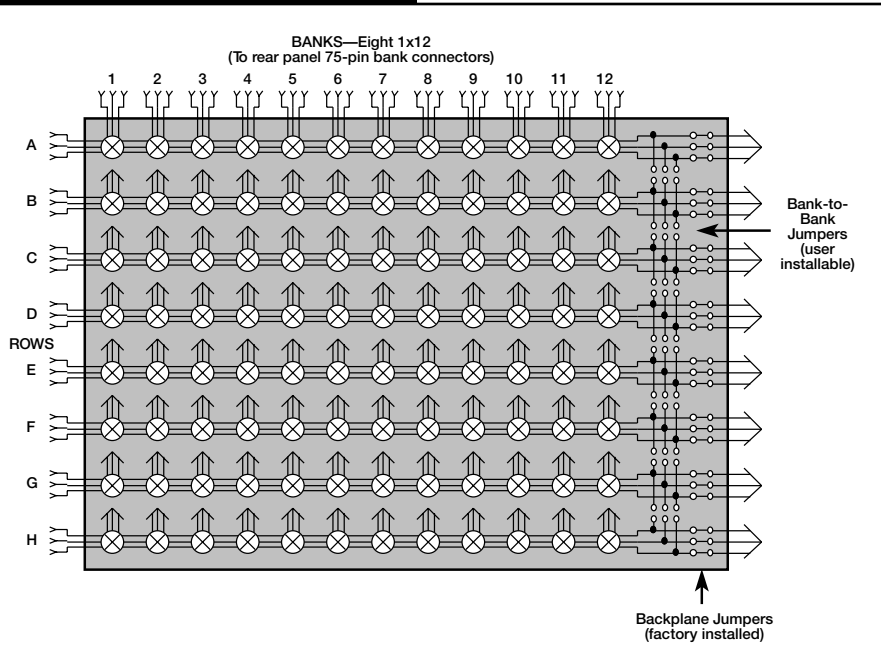 BANKS—Eight 1x12
(To rear panel 75-pin bank connectors)
1 2 3 4 5 6 7 8 9 10 11 12
A
B
Bank-to-
Bank
Jumpers
(user
installable)
C
D
ROWS
E
F
G
H
Backplane Jumpers
(factory installed)